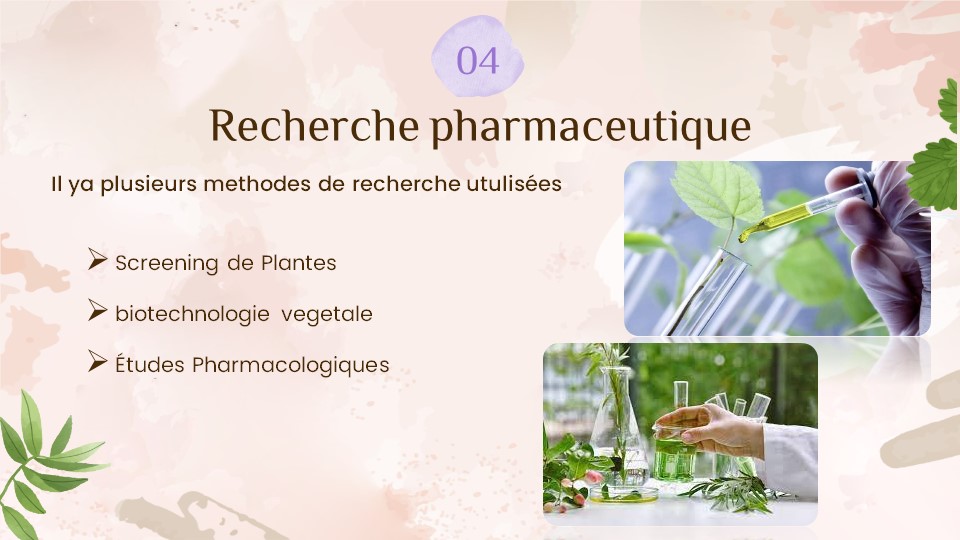 04
Recherche pharmaceutique
Il ya plusieurs methodes de recherche utulisées
Screening de Plantes
biotechnologie vegetale
Études Pharmacologiques